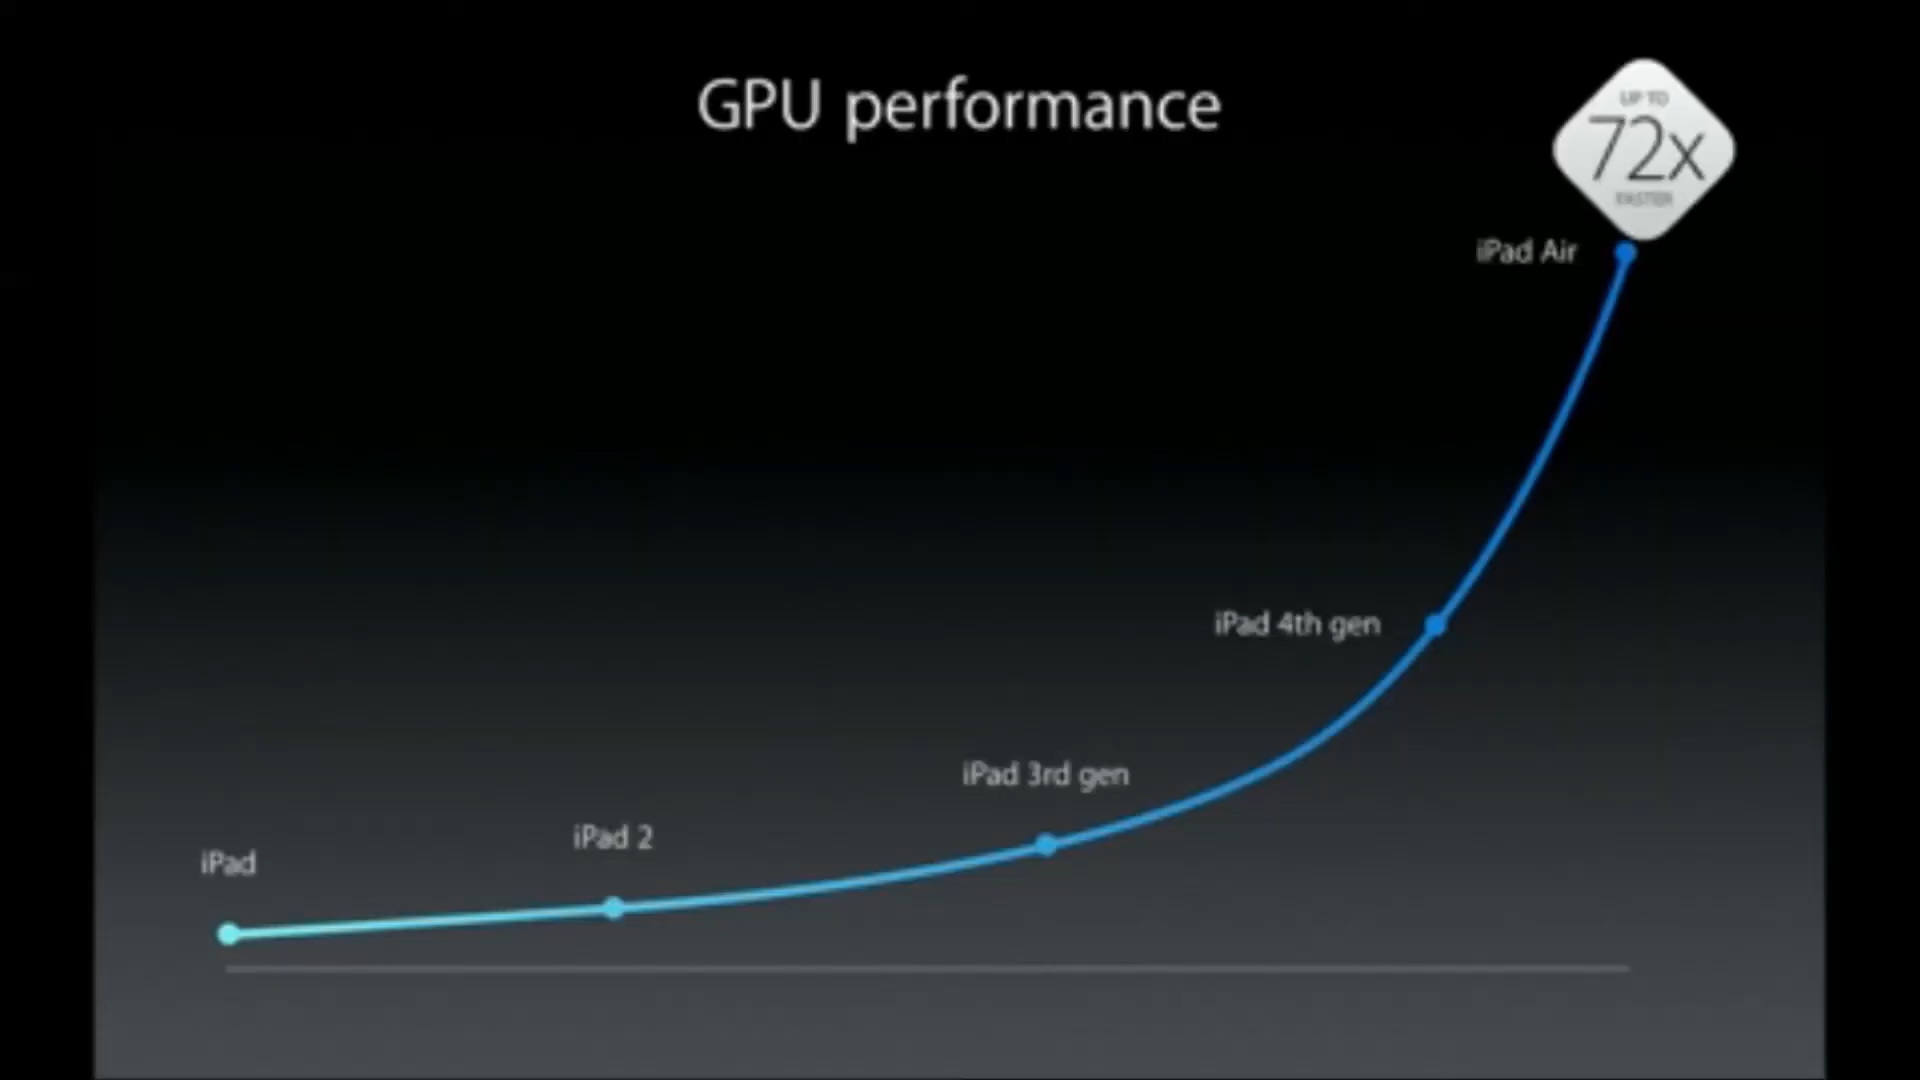 GPU performance
UP TO
72x
FASTER
iPad Air
iPad 4th gen
iPad 3rd gen
iPad 2
iPad